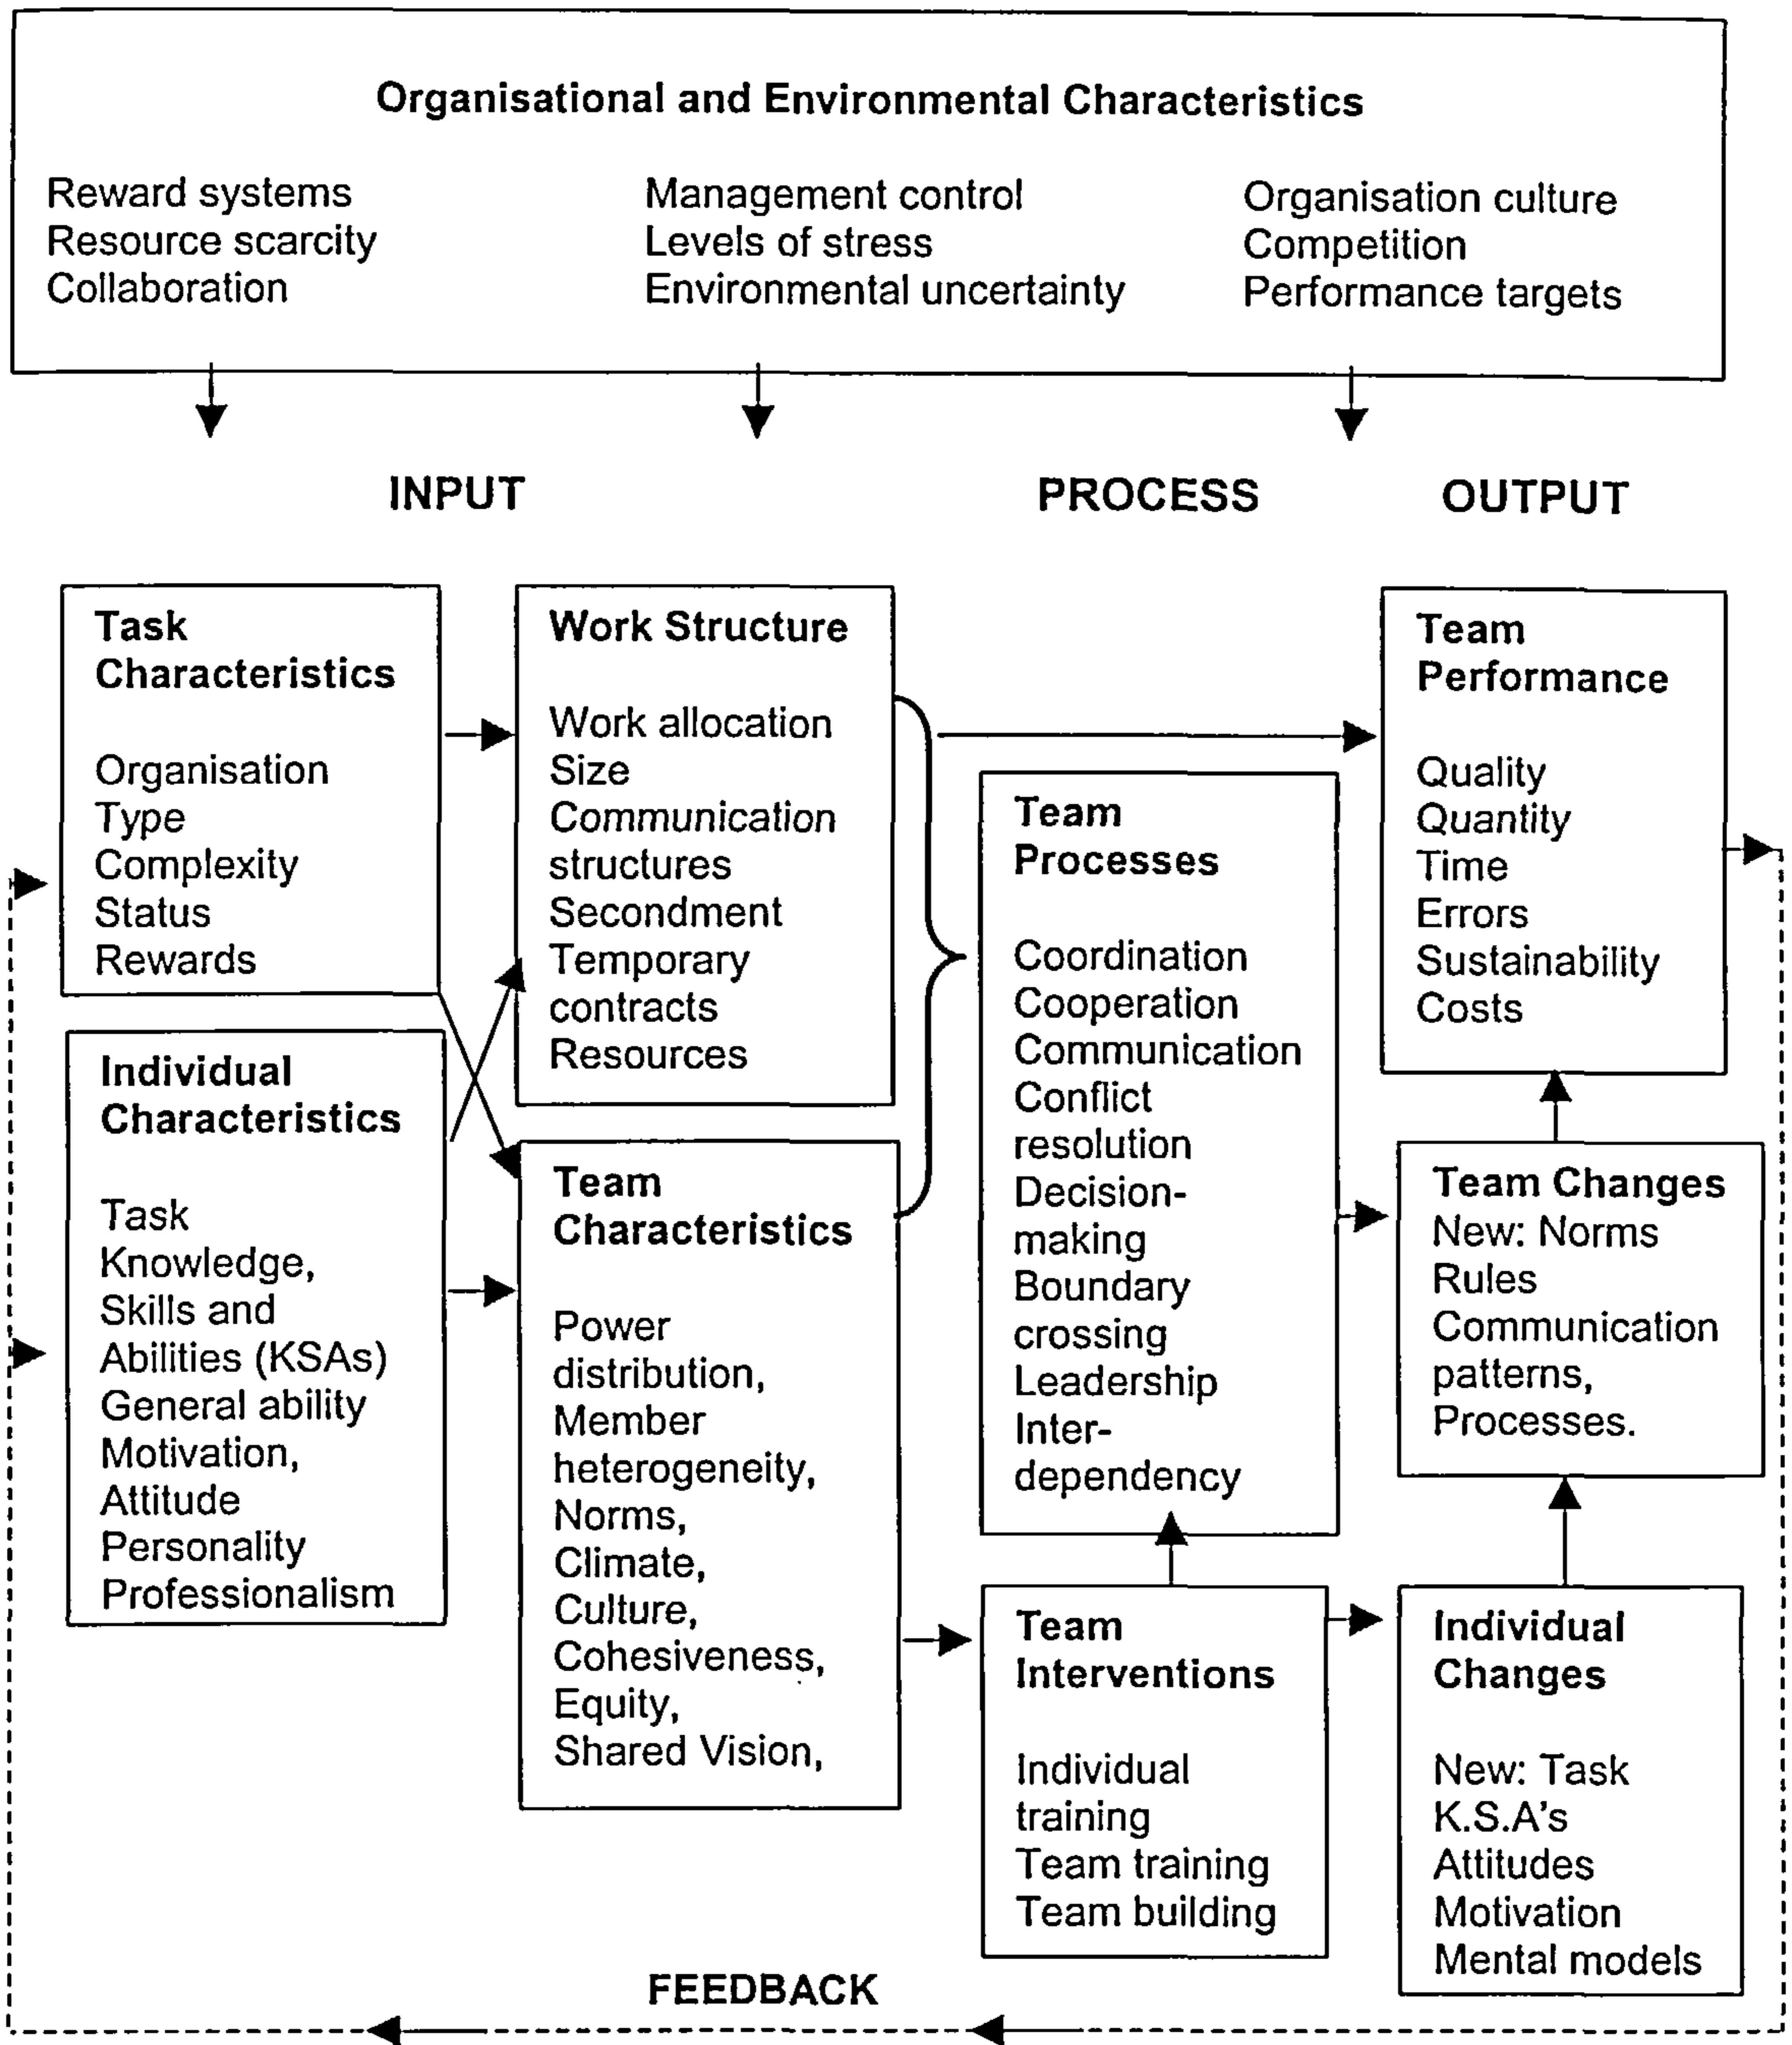 Organisational and Environmental Characteristics
Reward systems
Resource scarcity
Collaboration
Management control
Levels of stress
Environmental uncertainty
Organisation culture
Competition
Performance targets
INPUT
PROCESS
OUTPUT
Task
Characteristics
Organisation
Type
Complexity
Status
Rewards
Individual
Characteristics
Task
Knowledge,
Skills and
Abilities (KSAs)
General ability
Motivation,
Attitude
Personality
Professionalism
Work Structure
Work allocation
Size
Communication
structures
Secondment
Temporary
contracts
Resources
Team
Characteristics
Power
distribution,
Member
heterogeneity,
Norms,
Climate,
Culture,
Cohesiveness,
Equity,
Shared Vision,
Team
Processes
Coordination
Cooperation
Communication
Conflict
resolution
Decision-
making
Boundary
crossing
Leadership
Inter-
dependency
Team
Interventions
Individual
training
Team training
Team building
Team
Performance
Quality
Quantity
Time
Errors
Sustainability
Costs
Team Changes
New: Norms
Rules
Communication
patterns,
Processes.
Individual
Changes
New: Task
K.S.A's
Attitudes
Motivation
Mental models
FEEDBACK